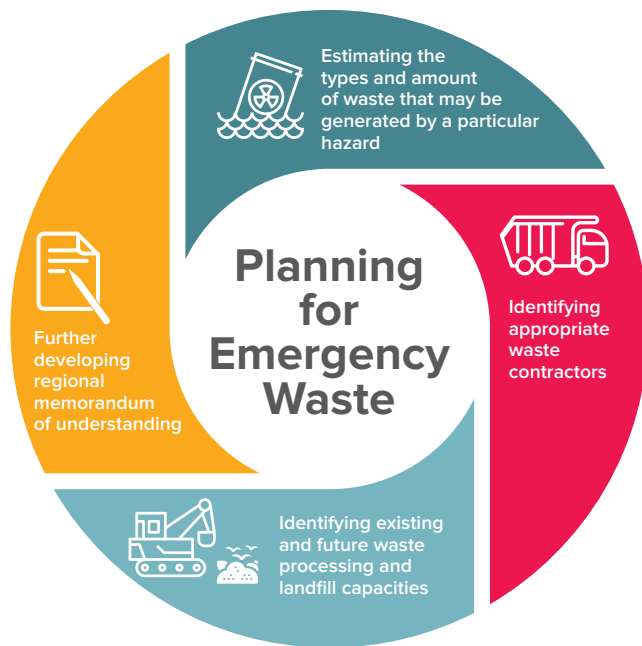 Estimating the
types and amount
of waste that may be
generated by a particular
hazard
Identifying
appropriate
waste
contractors
Planning
for
Emergency
Waste
Further
developing
regional
memorandum
of understanding
Identifying existing
and future waste
processing and
landfill capacities